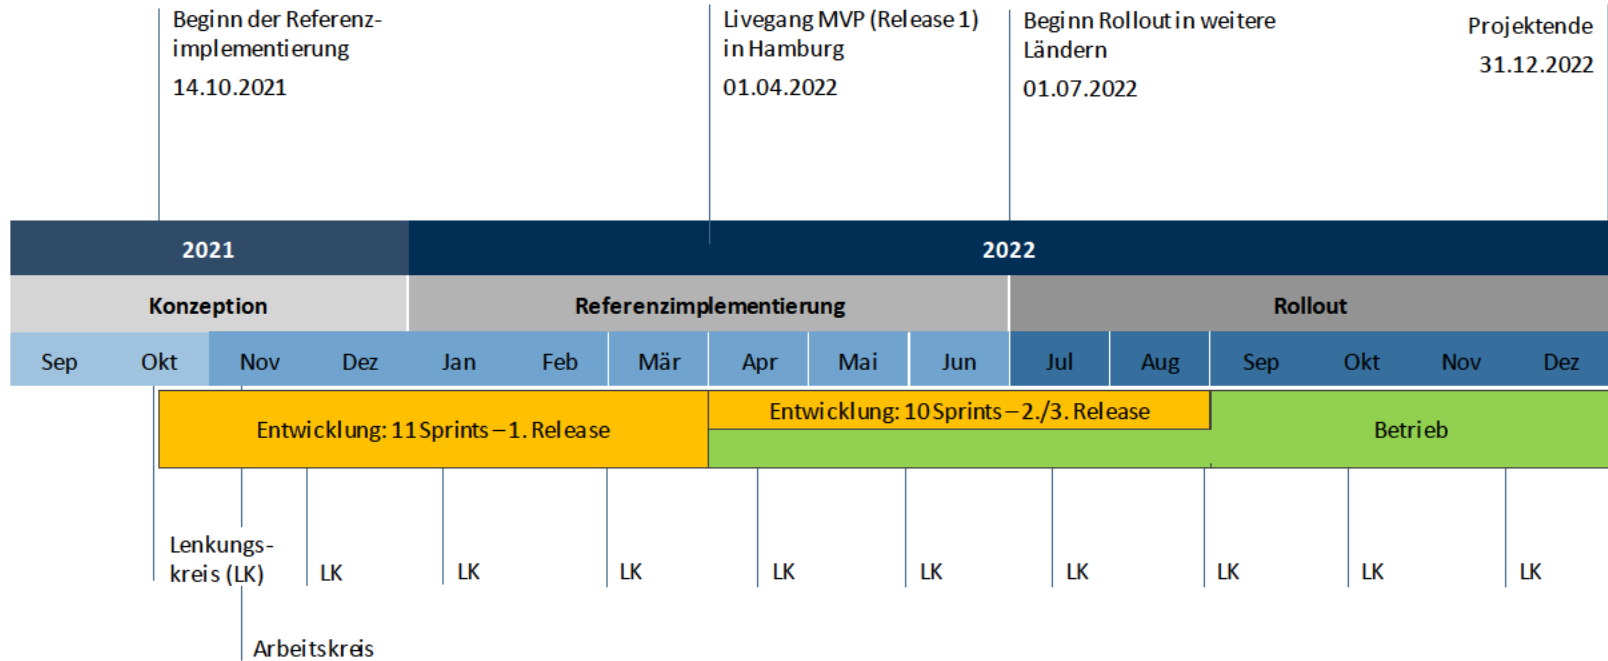 Beginn der Referenz-
implementierung
14.10.2021
Livegang MVP (Release 1)
in Hamburg
01.04.2022
Beginn Rollout in weitere
Ländern
01.07.2022
Projektende
31.12.2022
2021
2022
Konzeption
Referenzimplementierung
Rollout
Sep
Okt
Nov
Dez
Jan
Feb
Mär
Apr
Mai
Jun
Jul
Aug
Sep
Okt
Nov
Dez
Entwicklung: 11 Sprints – 1. Release
Entwicklung: 10 Sprints – 2./3. Release
Betrieb
Lenkungs-
kreis (LK)
LK
LK
LK
LK
LK
LK
LK
LK
LK
Arbeitskreis